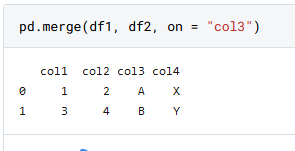 pd.merge(df1, df2, on = "col3")
col1 col2 col3 col4
0 1 2 A X
1 3 4 B Y